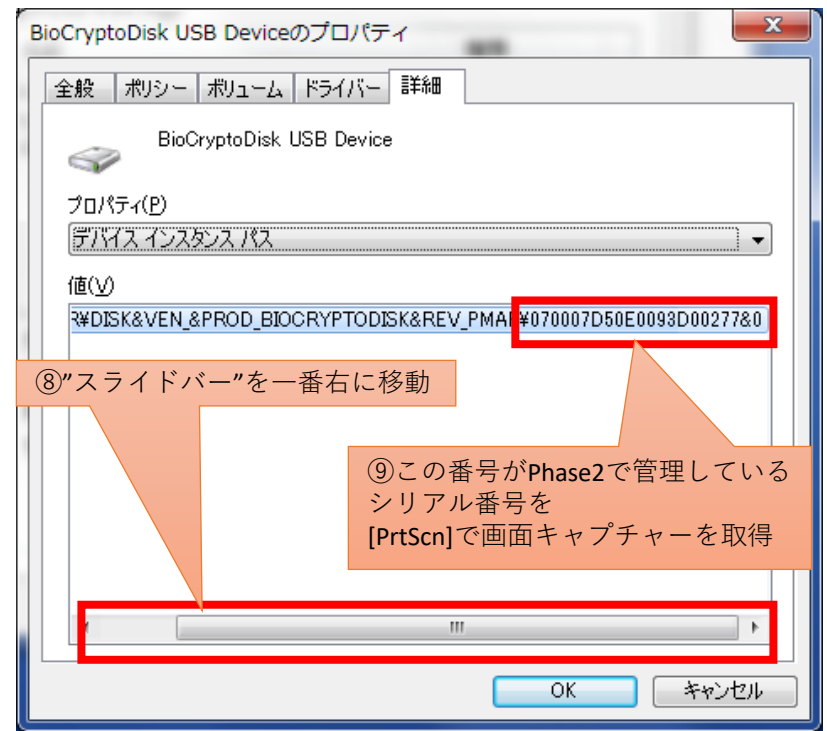 BioCryptoDisk USB Deviceのプロパティ
全般 ポリシー ボリューム ドライバー 詳細
BioCryptoDisk USB Device
プロパティ(P)
デバイス インスタンス パス
値(V)
R¥DISK&VEN_&PROD_BIOCRYPTODISK&REV_PMAP¥070007D50E0093D00277&0
⑧”スライドバー”を一番右に移動
⑨この番号がPhase2で管理している
シリアル番号を
[PrtScn]で画面キャプチャーを取得
OK キャンセル